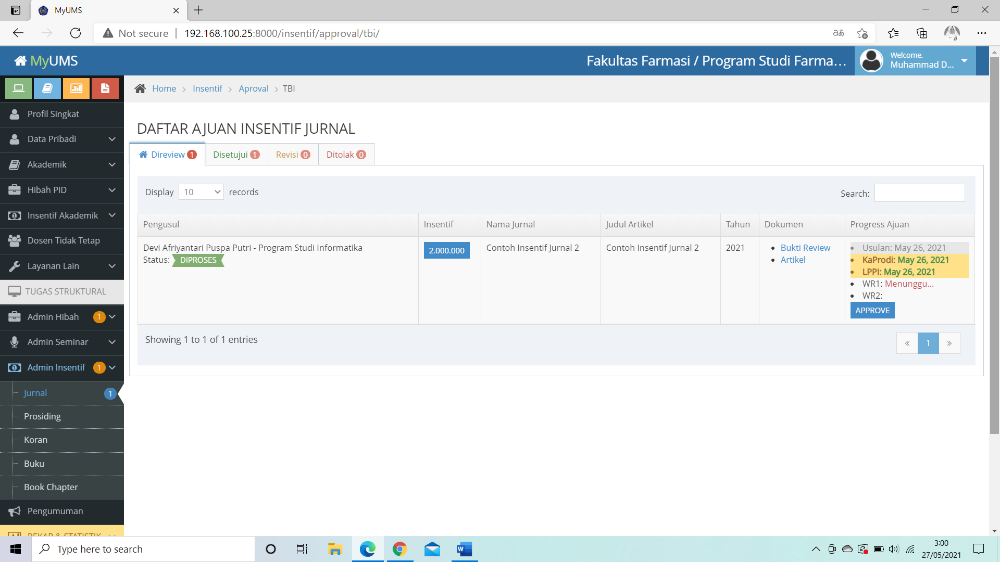 MyUMS
Not secure | 192.168.100.25:8000/insentif/approval/tbi/
MyUMS
Fakultas Farmasi / Program Studi Farma...
Welcome,
Muhammad D...
Home > Insentif > Aproval > TBI
Profil Singkat
Data Pribadi
Akademik
Hibah PID
Insentif Akademik
Dosen Tidak Tetap
Layanan Lain
TUGAS STRUKTURAL
Admin Hibah 1
Admin Seminar
Admin Insentif 1
Jurnal 1
Prosiding
Koran
Buku
Book Chapter
Pengumuman
REKAP & STATISTIK
DAFTAR AJUAN INSENTIF JURNAL
Direview 1 Disetujui 1 Revisi 0 Ditolak 0
Display 10 records
Search:
Pengusul Insentif Nama Jurnal Judul Artikel Tahun Dokumen Progress Ajuan
Devi Afriyantari Puspa Putri - Program Studi Informatika
Status: DIPROSES
2.000.000
Contoh Insentif Jurnal 2
Contoh Insentif Jurnal 2
2021
Bukti Review
Artikel
Usulan: May 26, 2021
KaProdi: May 26, 2021
LPPI: May 26, 2021
WR1: Menunggu...
WR2:
APPROVE
Showing 1 to 1 of 1 entries
« 1 »
Type here to search
3:00
27/05/2021